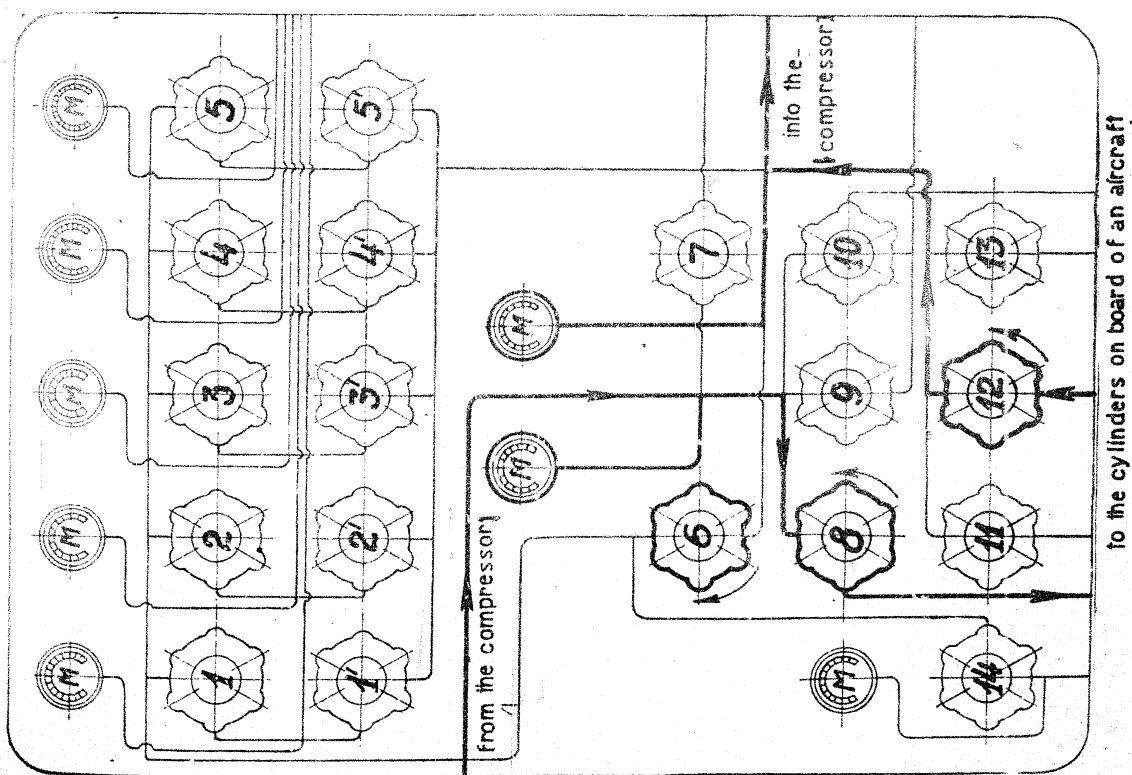 M M M M M
1 2 3 4 5
1' 2' 3' 4' 5'
from the compressor
M M
into the-
compressor
6 7
8 9 10
M
11 12 13
14
to the cylinders on board of an aircraft